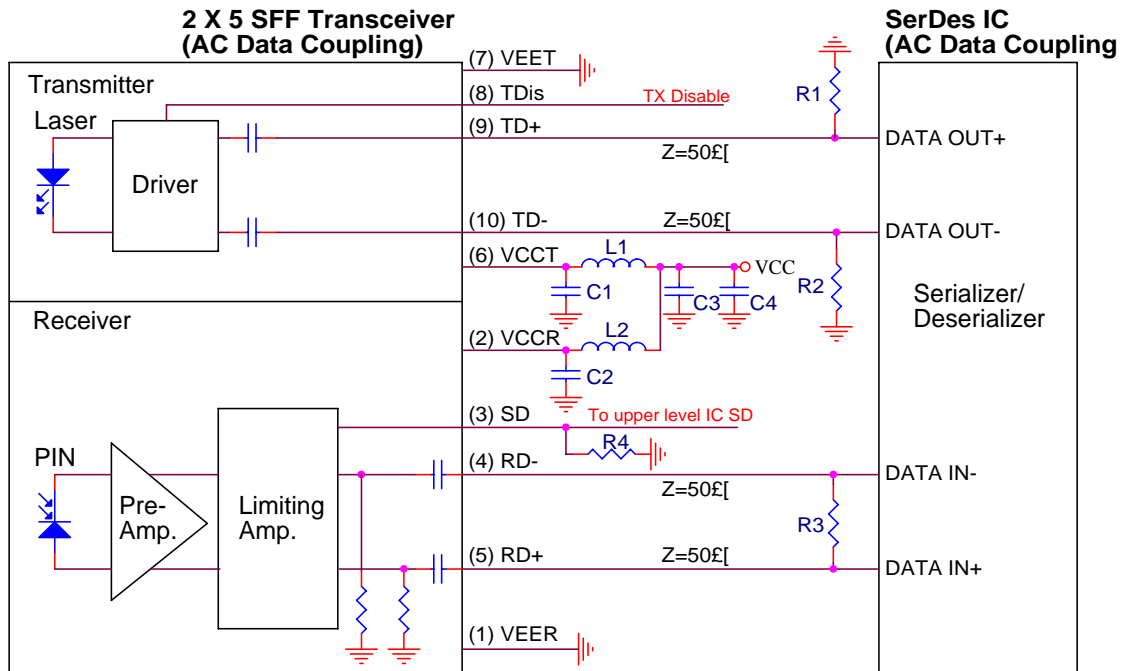 2 X 5 SFF Transceiver
(AC Data Coupling)
SerDes IC
(AC Data Coupling
(7) VEET
Transmitter
(8) TDis
TX Disable
R1
Laser
(9) TD+
DATA OUT+
Z=50£[
Driver
(10) TD-
Z=50£[
DATA OUT-
(6) VCCT
L1
VCC
C1
C3
C4
R2
Serializer/
Deserializer
Receiver
(2) VCCR
L2
C2
(3) SD
To upper level IC SD
R4
PIN
(4) RD-
DATA IN-
Z=50£[
Pre-
Amp.
Limiting
Amp.
R3
(5) RD+
Z=50£[
DATA IN+
(1) VEER